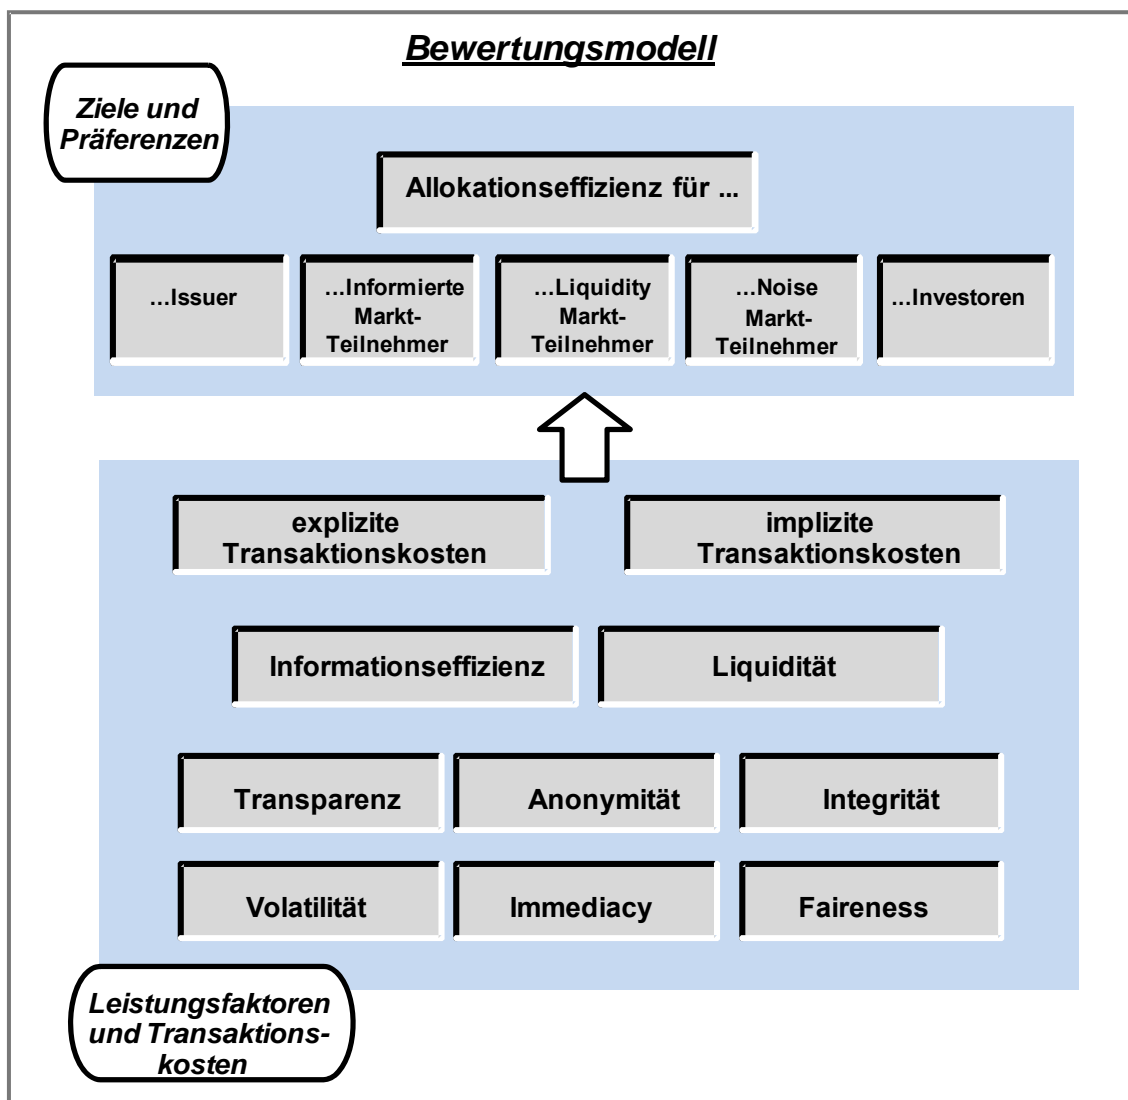 Bewertungsmodell
Ziele und
Präferenzen
Allokationseffizienz für ...
...Issuer
...Informierte
Markt-
Teilnehmer
...Liquidity
Markt-
Teilnehmer
...Noise
Markt-
Teilnehmer
...Investoren
explizite
Transaktionskosten
implizite
Transaktionskosten
Informationseffizienz
Liquidität
Transparenz
Anonymität
Integrität
Volatilität
Immediacy
Faireness
Leistungsfaktoren
und Transaktions-
kosten